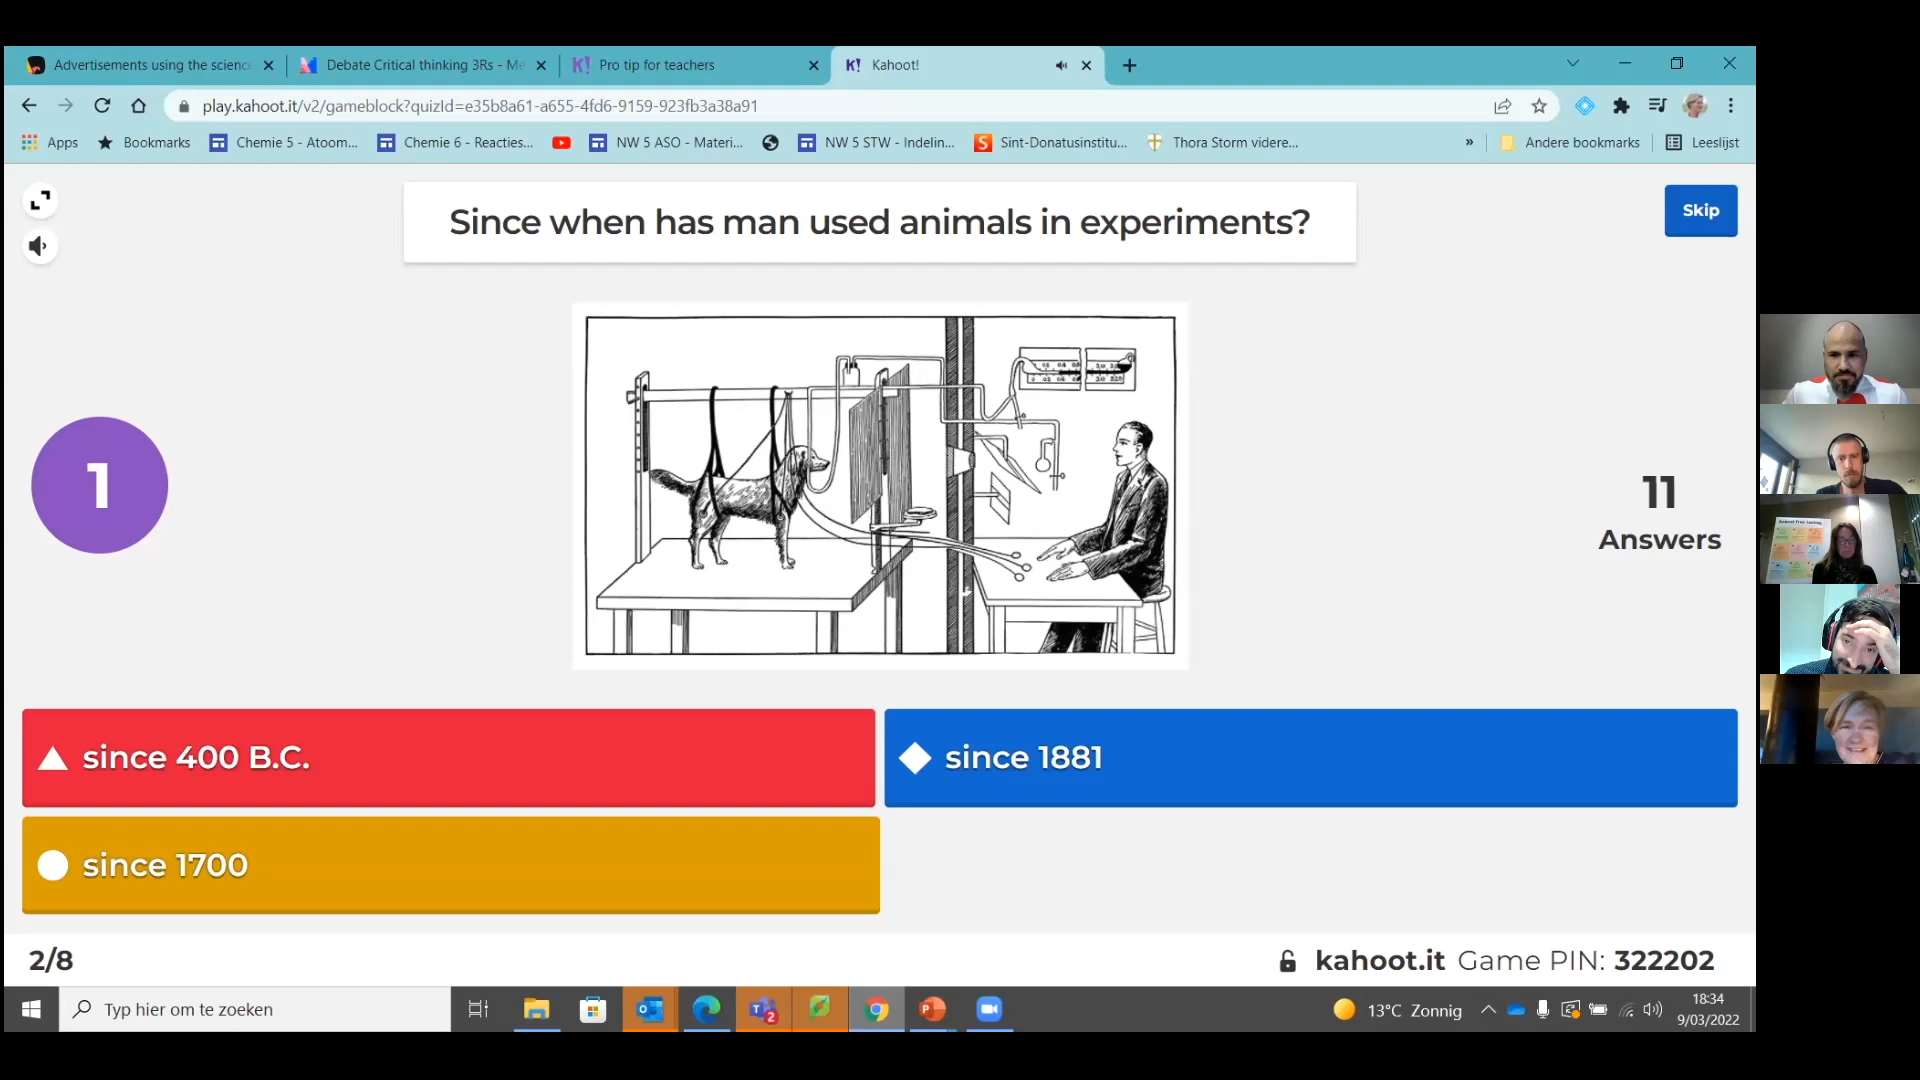 Advertisements using the scienc
Debate Critical thinking 3Rs - Me
K! Pro tip for teachers
K! Kahoot!
play.kahoot.it/v2/gameblock?quizId=e35b8a61-a655-4fd6-9159-923fb3a38a91
Apps
Bookmarks
Chemie 5 - Atoom...
Chemie 6 - Reacties...
NW 5 ASO - Materi...
NW 5 STW - Indelin...
Sint-Donatusinstitu...
Thora Storm videre...
»
Andere bookmarks
Leeslijst
Since when has man used animals in experiments?
Skip
1
11
Answers
since 400 B.C.
since 1881
since 1700
2/8
kahoot.it Game PIN: 322202
Typ hier om te zoeken
2
13°C Zonnig
18:34
9/03/2022